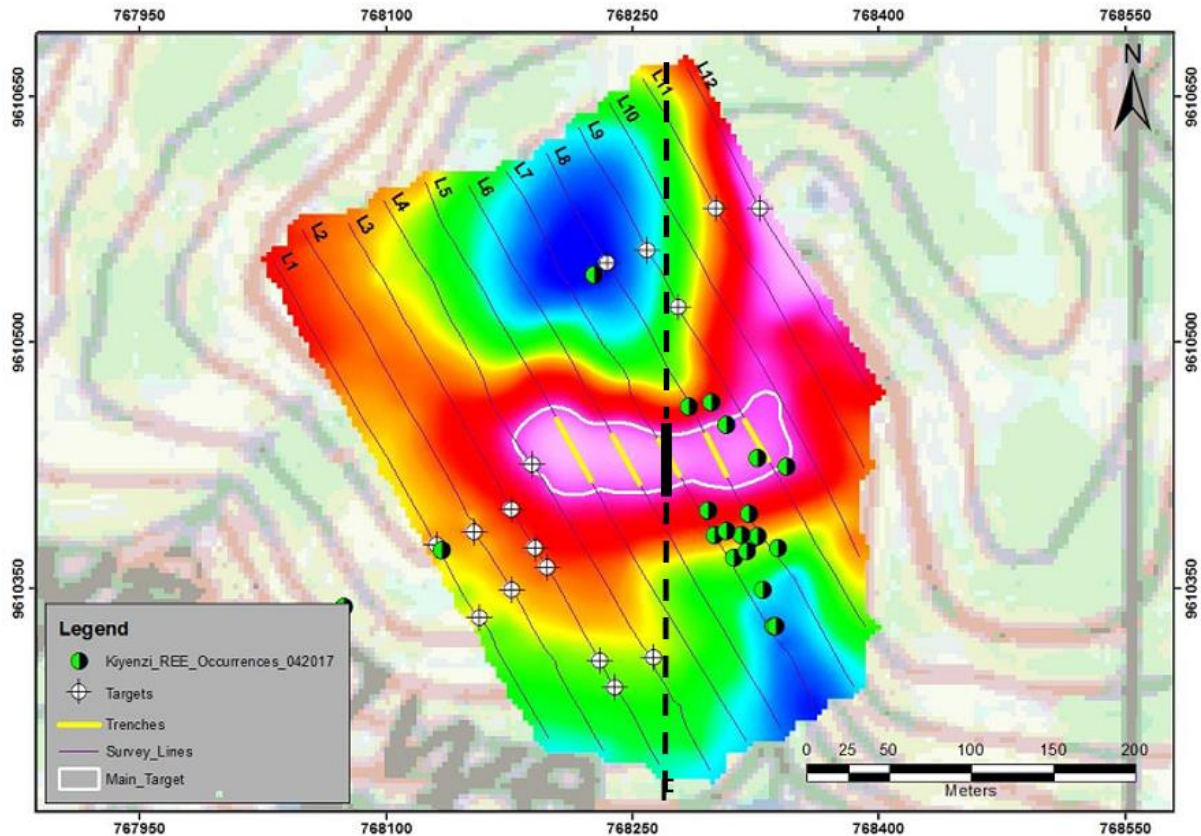 767950 768100 768250 768400 768550
N
9610650 9610650
L12
L11
L10
L9
L8
L7
L6
L5
L4
L3
L2
L1
9610500 9610500
9610350 9610350
Legend
Kiyenzi_REE_Occurrences_042017
Targets
Trenches
Survey_Lines
Main_Target
0 25 50 100 150 200
Meters
767950 768100 768250 768400 768550